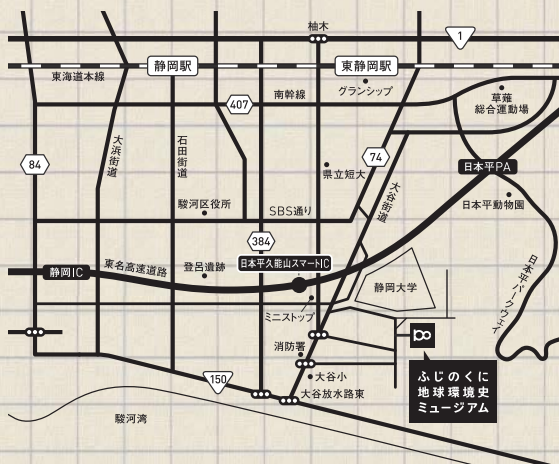 柚木
1
静岡駅
東静岡駅
東海道本線
グランシップ
南幹線
407
草薙
総合運動場
大浜街道
石田街道
84
74
県立短大
日本平PA
大谷街道
駿河区役所
SBS通り
日本平動物園
384
日本平久能山スマートIC
静岡IC
東名高速道路
登呂遺跡
静岡大学
日本平パークウェイ
ミニストップ
消防署
大谷小
150
大谷放水路東
駿河湾
ふじのくに
地球環境史
ミュージアム